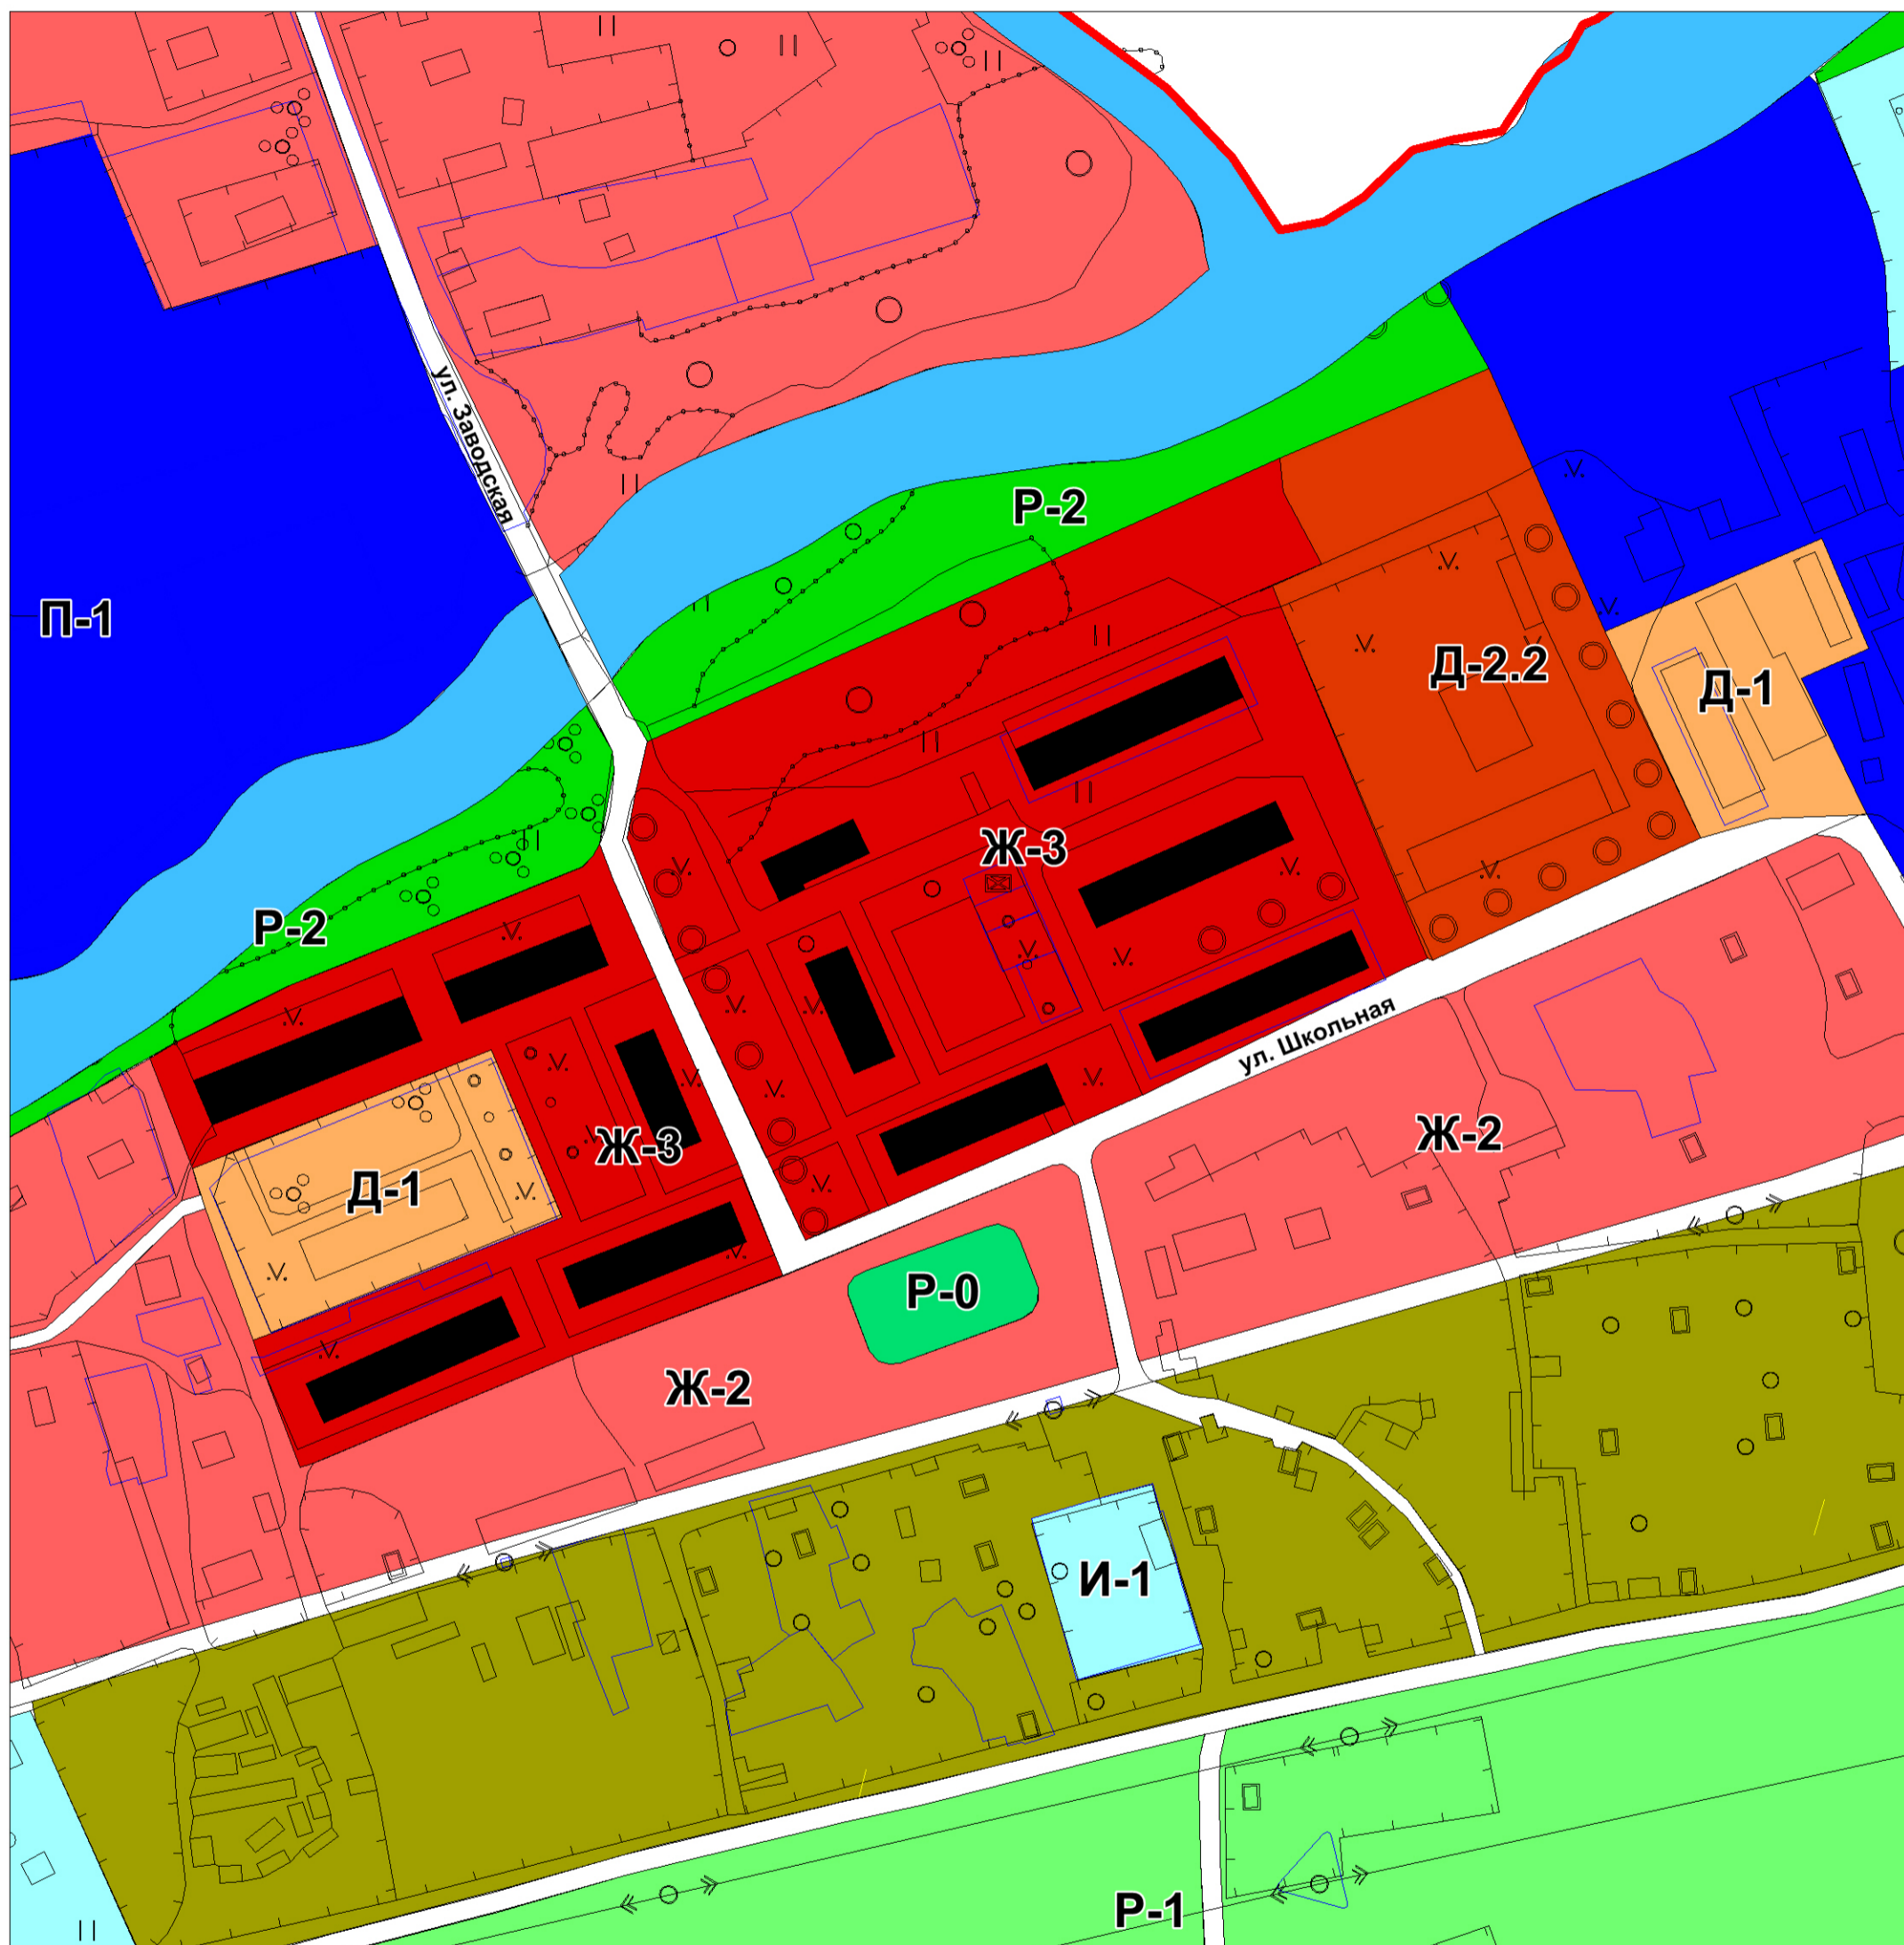 ул. Заводская
Р-2
П-1
Д-2.2
Д-1
Ж-3
Р-2
ул. Школьная
Ж-3
Ж-2
Д-1
Р-0
Ж-2
И-1
Р-1